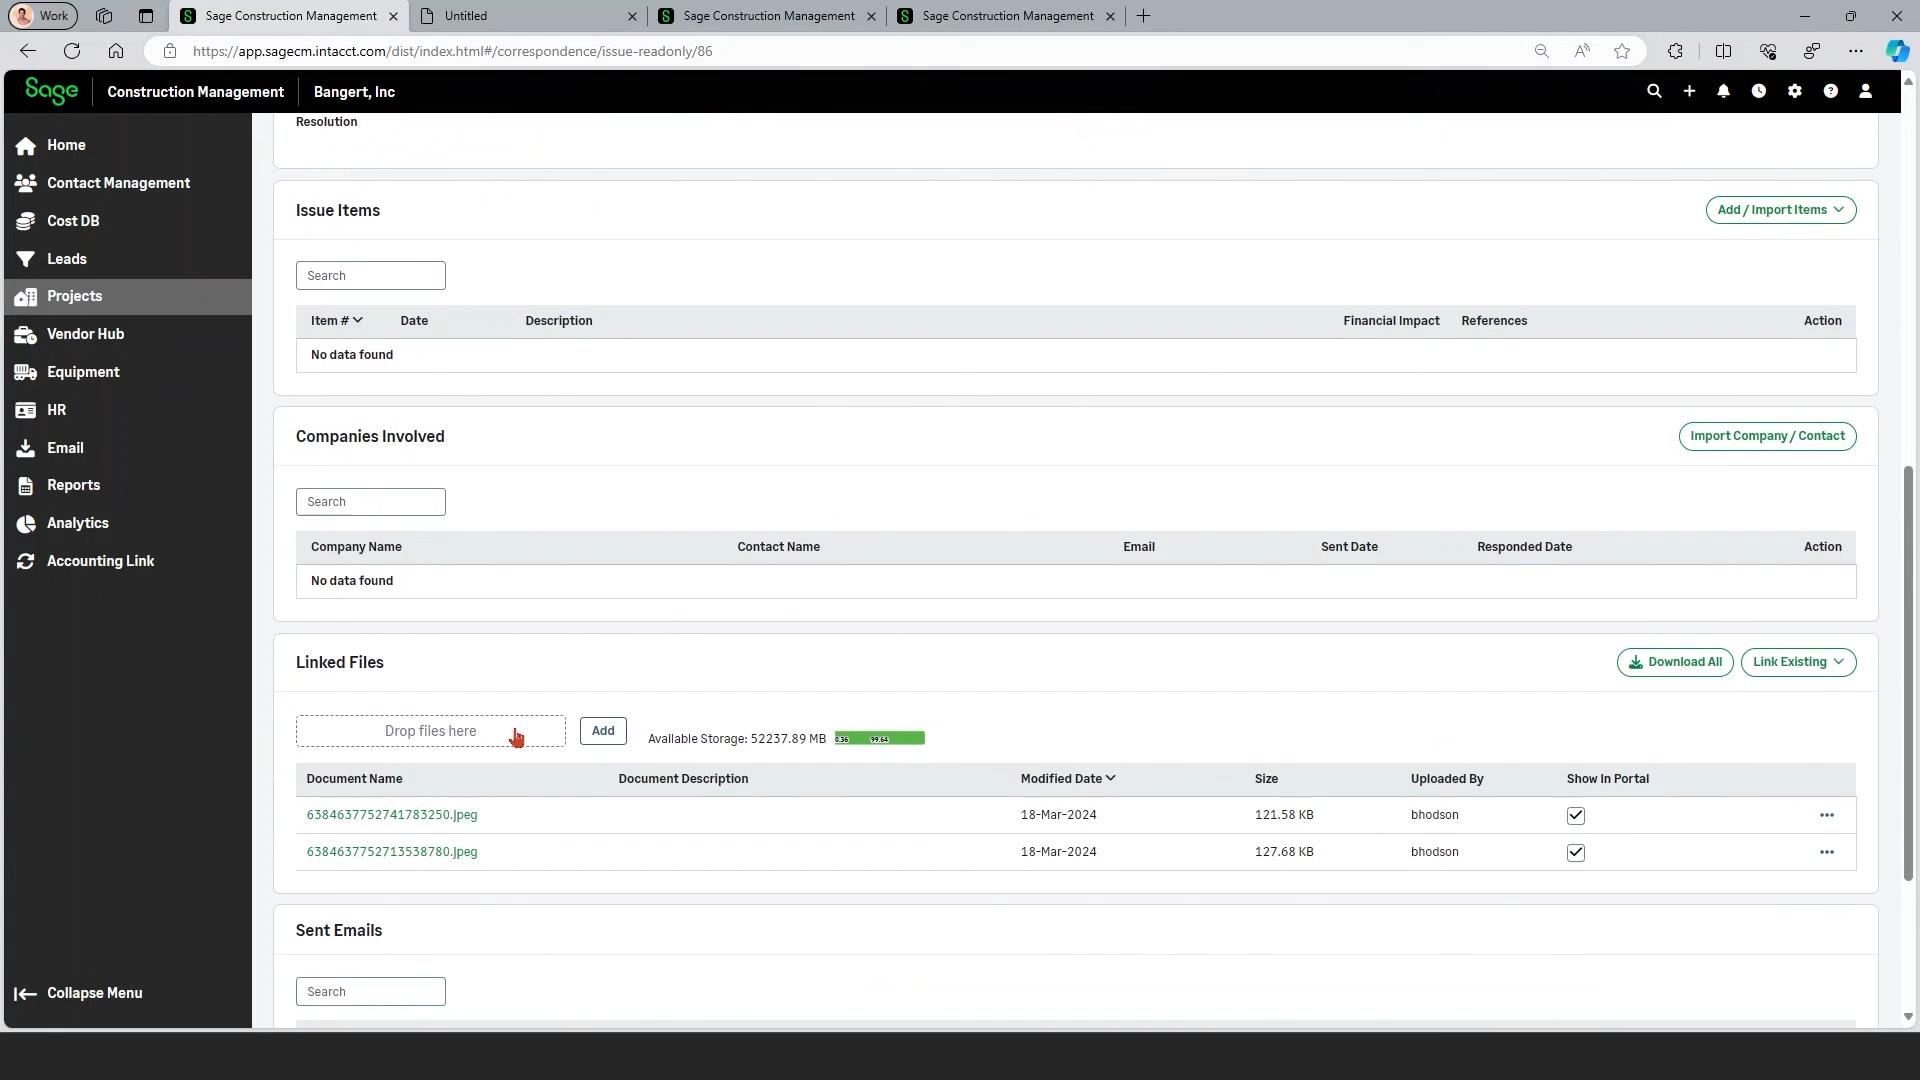 Work
Sage Construction Management
Untitled
Sage Construction Management
Sage Construction Management
https://app.sagecm.intacct.com/dist/index.html#/correspondence/issue-readonly/86
Sage
Construction Management
Bangert, Inc
Home
Contact Management
Cost DB
Leads
Projects
Vendor Hub
Equipment
HR
Email
Reports
Analytics
Accounting Link
Collapse Menu
Resolution
Issue Items
Add / Import Items
Search
Item # Date Description Financial Impact References Action
No data found
Companies Involved
Import Company / Contact
Search
Company Name Contact Name Email Sent Date Responded Date Action
No data found
Linked Files
Download All
Link Existing
Drop files here
Add
Available Storage: 52237.89 MB
0.36 99.64
Document Name Document Description Modified Date Size Uploaded By Show In Portal
6384637752741783250.jpeg 18-Mar-2024 121.58 KB bhodson
6384637752713538780.jpeg 18-Mar-2024 127.68 KB bhodson
Sent Emails
Search